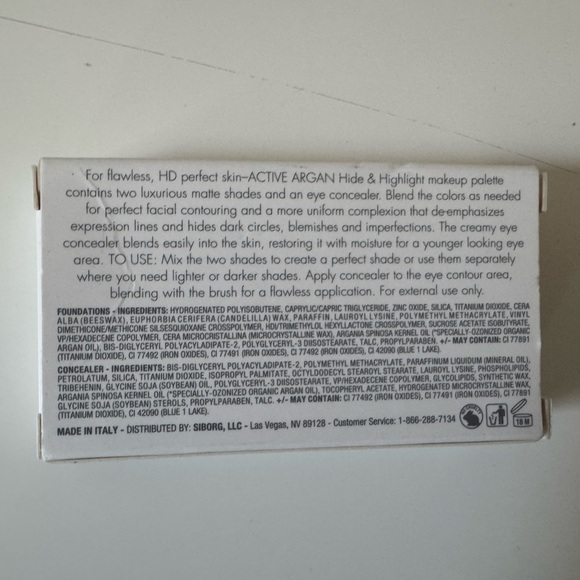 For flawless, HD perfect skin–ACTIVE ARGAN Hide & Highlight makeup palette
contains two luxurious matte shades and an eye concealer. Blend the colors as needed
for perfect facial contouring and a more uniform complexion that de-emphasizes
expression lines and hides dark circles, blemishes and imperfections. The creamy eye
concealer blends easily into the skin, restoring it with moisture for a younger looking eye
area. TO USE: Mix the two shades to create a perfect shade or use them separately
where you need lighter or darker shades. Apply concealer to the eye contour area,
blending with the brush for a flawless application. For external use only.
FOUNDATIONS - INGREDIENTS: HYDROGENATED POLYISOBUTENE, CAPRYLIC/CAPRIC TRIGLYCERIDE, ZINC OXIDE, SILICA, TITANIUM DIOXIDE, CERA
ALBA (BEESWAX), EUPHORBIA CERIFERA (CANDELILLA) WAX, PARAFFIN, LAUROYL LYSINE, POLYMETHYL METHACRYLATE, VINYL
DIMETHICONE/METHICONE SILSESQUIOXANE CROSSPOLYMER, HDI/TRIMETHYLOL HEXYLLACTONE CROSSPOLYMER, SUCROSE ACETATE ISOBUTYRATE,
VP/HEXADECENE COPOLYMER, CERA MICROCRISTALLINA (MICROCRYSTALLINE WAX), ARGANIA SPINOSA KERNEL OIL (*SPECIALLY-OZONIZED ORGANIC
ARGAN OIL), BIS-DIGLYCERYL POLYACYLADIPATE-2, POLYGLYCERYL-3 DIISOSTEARATE, TALC, PROPYLPARABEN. +/- MAY CONTAIN: CI 77891
(TITANIUM DIOXIDE), CI 77492 (IRON OXIDES), CI 77491 (IRON OXIDES), CI 77492 (IRON OXIDES), CI 42090 (BLUE 1 LAKE).
CONCEALER - INGREDIENTS: BIS-DIGLYCERYL POLYACYLADIPATE-2, POLYMETHYL METHACRYLATE, PARAFFINUM LIQUIDUM (MINERAL OIL),
PETROLATUM, SILICA, TITANIUM DIOXIDE, ISOPROPYL PALMITATE, OCTYLDODECYL STEAROYL STEARATE, LAUROYL LYSINE, PHOSPHOLIPIDS,
TRIBEHENIN, GLYCINE SOJA (SOYBEAN) OIL, POLYGLYCERYL-3 DIISOSTEARATE, VP/HEXADECENE COPOLYMER, GLYCOLIPIDS, SYNTHETIC WAX,
ARGANIA SPINOSA KERNEL OIL (*SPECIALLY-OZONIZED ORGANIC ARGAN OIL), TOCOPHERYL ACETATE, HYDROGENATED MICROCRYSTALLINE WAX,
GLYCINE SOJA (SOYBEAN) STEROLS, PROPYLPARABEN, TALC. +/- MAY CONTAIN: CI 77492 (IRON OXIDES), CI 77491 (IRON OXIDES), CI 77891
(TITANIUM DIOXIDE), CI 42090 (BLUE 1 LAKE).
MADE IN ITALY - DISTRIBUTED BY: SIBORG, LLC - Las Vegas, NV 89128 - Customer Service: 1-866-288-7134
18 M